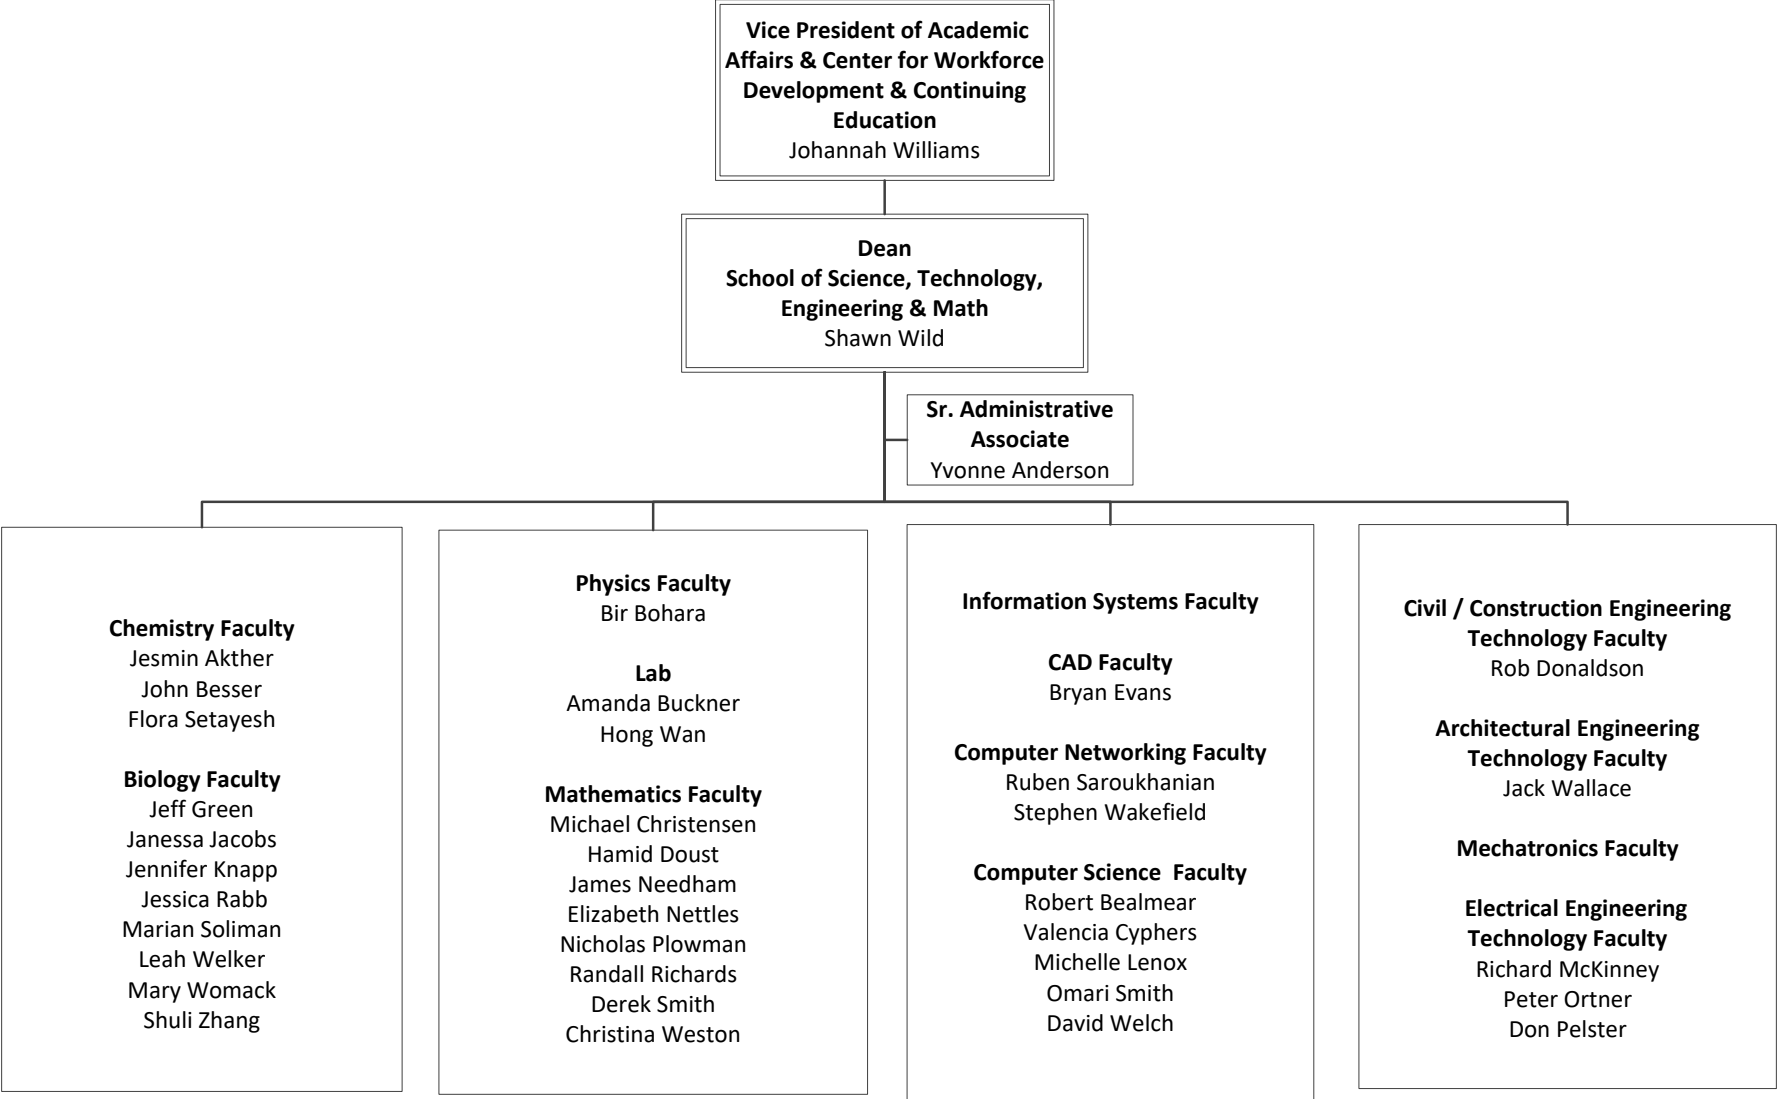 Vice President of Academic
Affairs & Center for Workforce
Development & Continuing
Education
Johannah Williams
Dean
School of Science, Technology,
Engineering & Math
Shawn Wild
Sr. Administrative
Associate
Yvonne Anderson
Chemistry Faculty
Jesmin Akther
John Besser
Flora Setayesh
Biology Faculty
Jeff Green
Janessa Jacobs
Jennifer Knapp
Jessica Rabb
Marian Soliman
Leah Welker
Mary Womack
Shuli Zhang
Physics Faculty
Bir Bohara
Lab
Amanda Buckner
Hong Wan
Mathematics Faculty
Michael Christensen
Hamid Doust
James Needham
Elizabeth Nettles
Nicholas Plowman
Randall Richards
Derek Smith
Christina Weston
Information Systems Faculty
CAD Faculty
Bryan Evans
Computer Networking Faculty
Ruben Saroukhanian
Stephen Wakefield
Computer Science  Faculty
Robert Bealmear
Valencia Cyphers
Michelle Lenox
Omari Smith
David Welch
Civil / Construction Engineering
Technology Faculty
Rob Donaldson
Architectural Engineering
Technology Faculty
Jack Wallace
Mechatronics Faculty
Electrical Engineering
Technology Faculty
Richard McKinney
Peter Ortner
Don Pelster